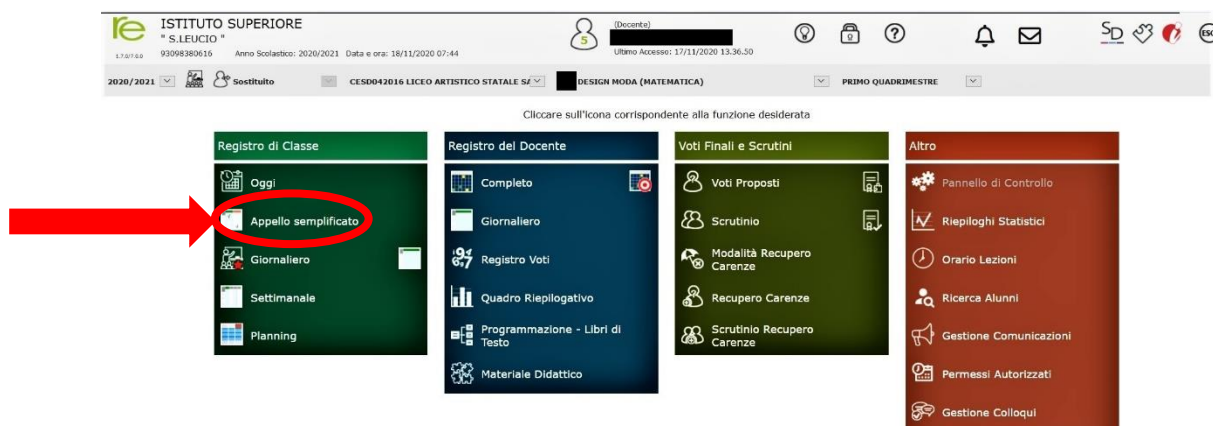 re ISTITUTO SUPERIORE
" S.LEUCIO "
1.7.0/7.6.0 93098380616 Anno Scolastico: 2020/2021 Data e ora: 18/11/2020 07:44
5 (Docente)
Ultimo Accesso: 17/11/2020 13.36.50
SD ESC
2020/2021 Sostituito CESD042016 LICEO ARTISTICO STATALE DESIGN MODA (MATEMATICA) PRIMO QUADRIMESTRE
Cliccare sull'icona corrispondente alla funzione desiderata
Registro di Classe
Oggi
Appello semplificato
Giornaliero
Settimanale
Planning
Registro del Docente
Completo
Giornaliero
Registro Voti
Quadro Riepilogativo
Programmazione - Libri di
Testo
Materiale Didattico
Voti Finali e Scrutini
Voti Proposti
Scrutinio
Modalità Recupero
Carenze
Recupero Carenze
Scrutinio Recupero
Carenze
Altro
Pannello di Controllo
Riepiloghi Statistici
Orario Lezioni
Ricerca Alunni
Gestione Comunicazioni
Permessi Autorizzati
Gestione Colloqui